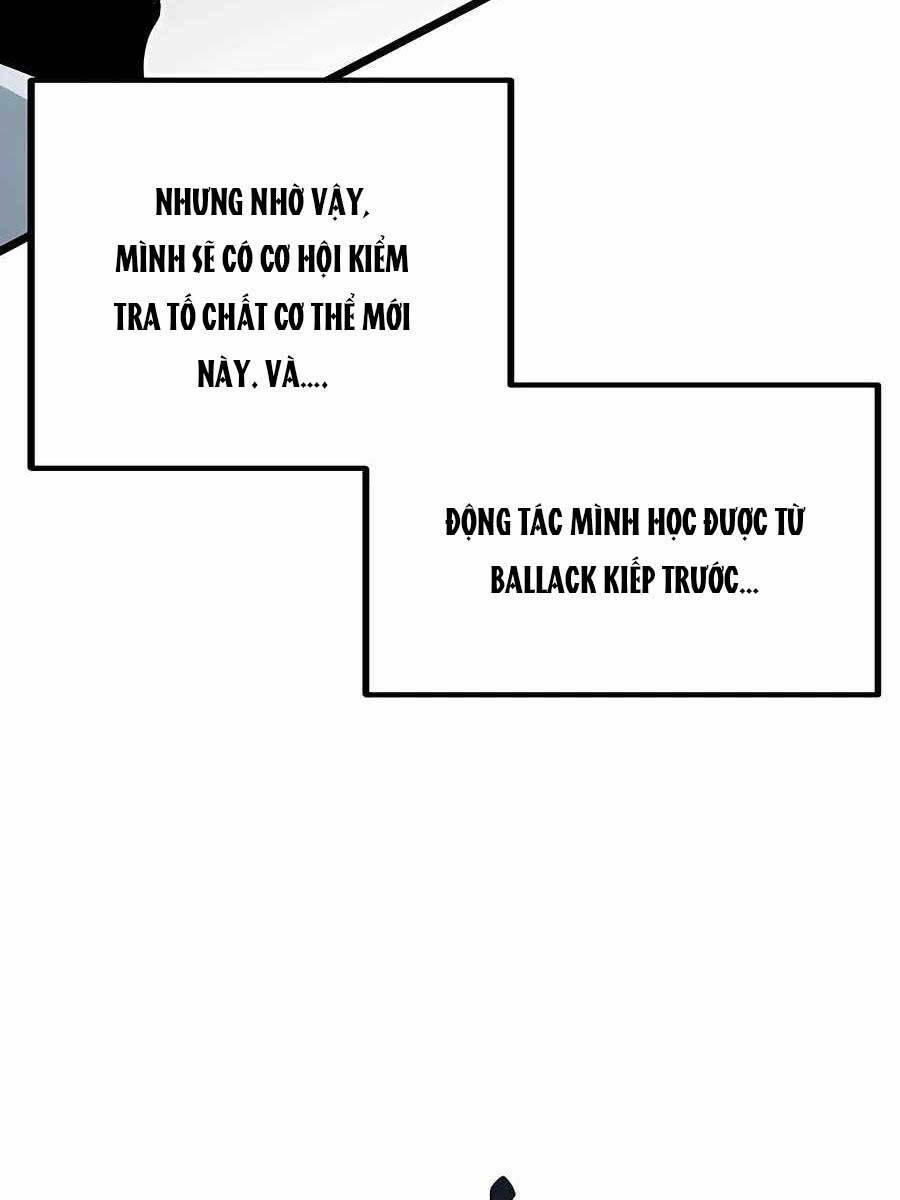 NHƯNG NHỜ VẬY,
MÌNH SẼ CÓ CƠ HỘI KIỂM
TRA TỐ CHẤT CƠ THỂ MỚI
NÀY. VÀ....
ĐỘNG TÁC MÌNH HỌC ĐƯỢC TỪ
BALLACK KIẾP TRƯỚC...